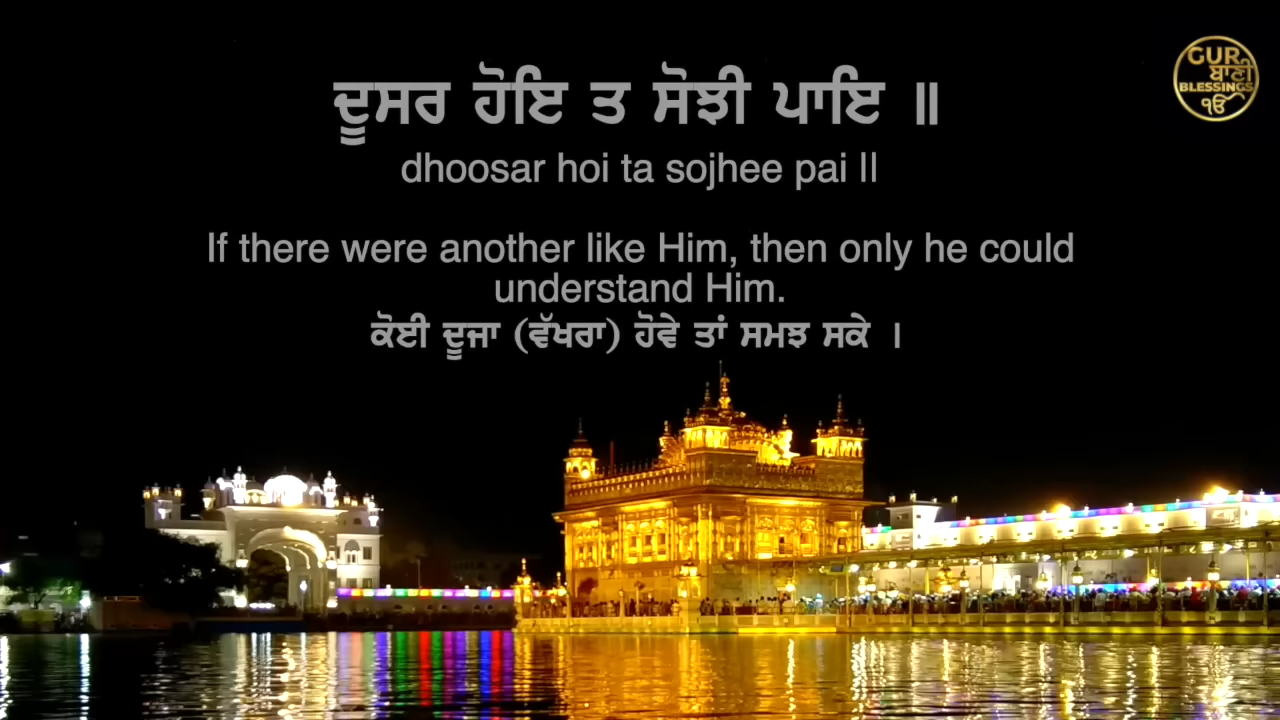 ਦੂਸਰ ਹੋਇ ਤ ਸੋਝੀ ਪਾਇ ॥
dhoosar hoi ta sojhee pai ||
If there were another like Him, then only he could
understand Him.
ਕੋਈ ਦੂਜਾ (ਵੱਖਰਾ) ਹੋਵੇ ਤਾਂ ਸਮਝ ਸਕੇ ।
GUR
ਬਾਣੀ
BLESSINGS
ੴ